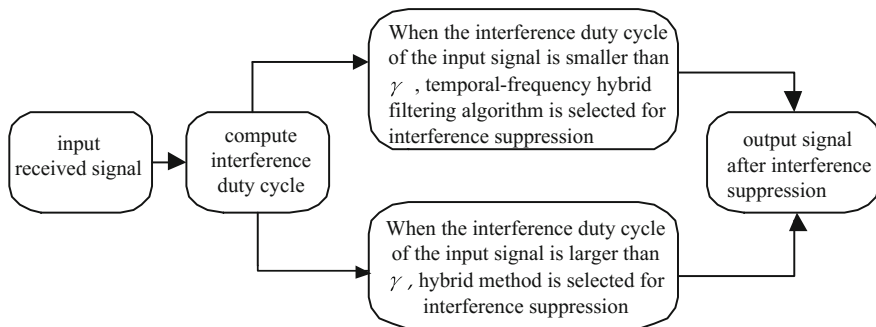 input
received signal
compute
interference
duty cycle
When the interference duty cycle
of the input signal is smaller than
γ , temporal-frequency hybrid
filtering algorithm is selected for
interference suppression
When the interference duty cycle
of the input signal is larger than
γ, hybrid method is selected for
interference suppression
output signal
after interference
suppression